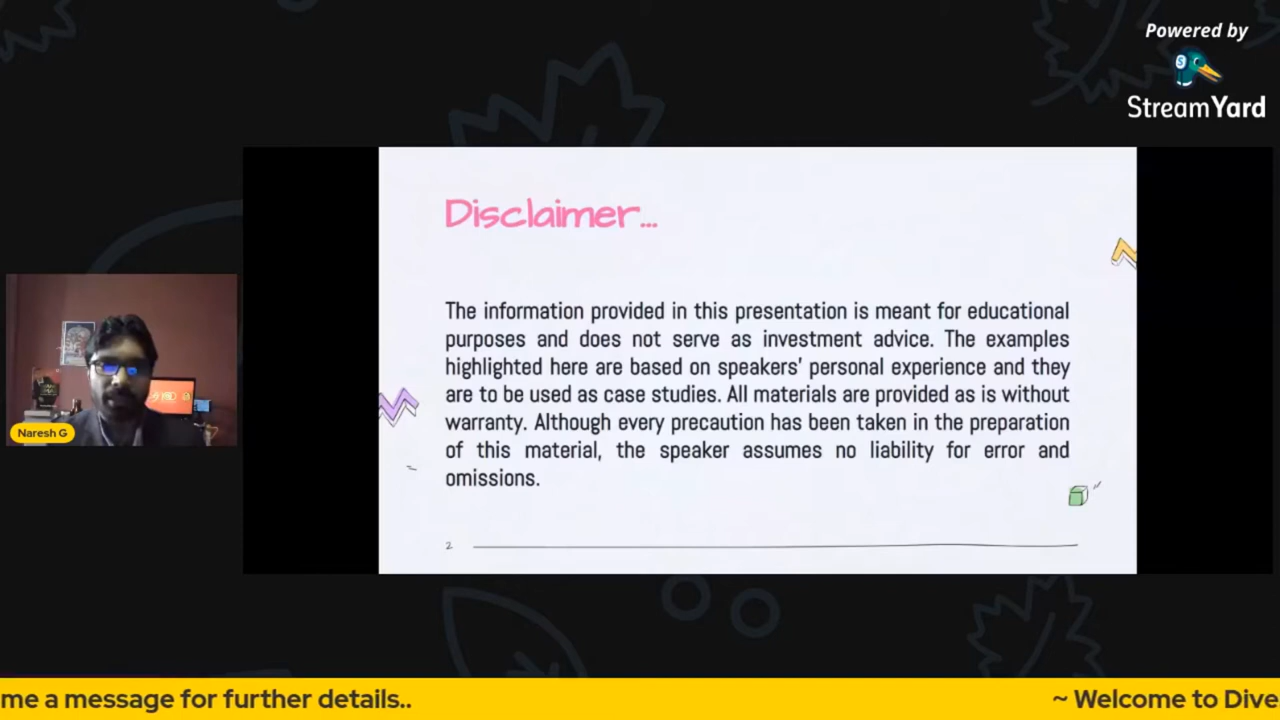 Powered by
StreamYard
Disclaimer...
The information provided in this presentation is meant for educational
purposes and does not serve as investment advice. The examples
highlighted here are based on speakers' personal experience and they
are to be used as case studies. All materials are provided as is without
warranty. Although every precaution has been taken in the preparation
of this material, the speaker assumes no liability for error and
omissions.
2
Naresh G
me a message for further details.. ~ Welcome to Dive